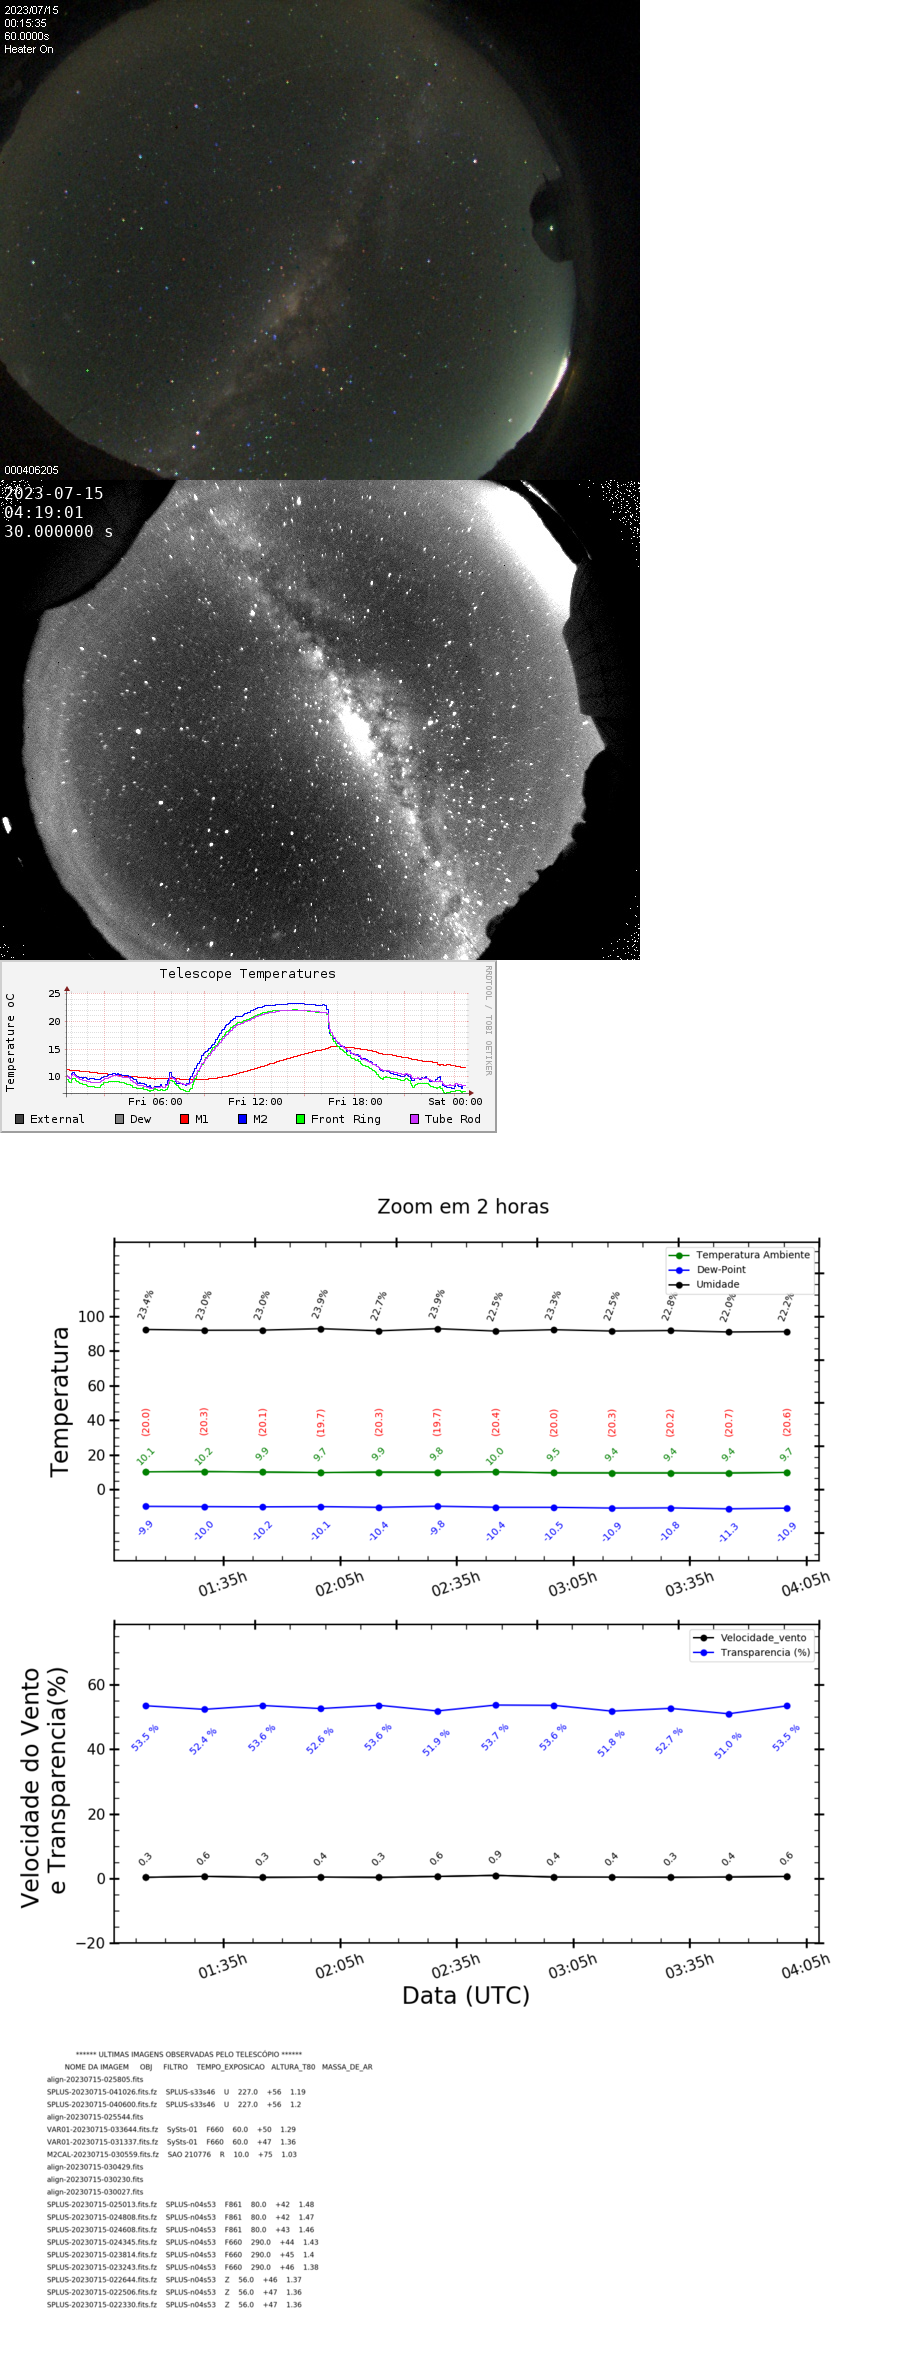 2023/07/15
00:15:35
60.0000s
Heater On
000406205
2023-07-15
04:19:01
30.000000 s
Telescope Temperatures
RRDTOOL / TOBI OETIKER
Temperature oC
25
20
15
10
Fri 06:00 Fri 12:00 Fri 18:00 Sat 00:00
External Dew M1 M2 Front Ring Tube Rod
Zoom em 2 horas
Temperatura Ambiente
Dew-Point
Umidade
23.4% 23.0% 23.0% 23.9% 22.7% 23.9% 22.5% 23.3% 22.5% 22.8% 22.0% 22.2%
Temperatura
100
80
60
40
20
0
(20.0) (20.3) (20.1) (19.7) (20.3) (19.7) (20.4) (20.0) (20.3) (20.2) (20.7) (20.6)
10.1 10.2 9.9 9.7 9.9 9.8 10.0 9.5 9.4 9.4 9.4 9.7
-9.9 -10.0 -10.2 -10.1 -10.4 -9.8 -10.4 -10.5 -10.9 -10.8 -11.3 -10.9
01:35h 02:05h 02:35h 03:05h 03:35h 04:05h
Velocidade_vento
Transparencia (%)
Velocidade do Vento
e Transparencia(%)
60
40
20
0
−20
53.5 % 52.4 % 53.6 % 52.6 % 53.6 % 51.9 % 53.7 % 53.6 % 51.8 % 52.7 % 51.0 % 53.5 %
0.3 0.6 0.3 0.4 0.3 0.6 0.9 0.4 0.4 0.3 0.4 0.6
01:35h 02:05h 02:35h 03:05h 03:35h 04:05h
Data (UTC)
****** ULTIMAS IMAGENS OBSERVADAS PELO TELESCÓPIO ******
NOME DA IMAGEM OBJ FILTRO TEMPO_EXPOSICAO ALTURA_T80 MASSA_DE_AR
align-20230715-025805.fits
SPLUS-20230715-041026.fits.fz SPLUS-s33s46 U 227.0 +56 1.19
SPLUS-20230715-040600.fits.fz SPLUS-s33s46 U 227.0 +56 1.2
align-20230715-025544.fits
VAR01-20230715-033644.fits.fz SySts-01 F660 60.0 +50 1.29
VAR01-20230715-031337.fits.fz SySts-01 F660 60.0 +47 1.36
M2CAL-20230715-030559.fits.fz SAO 210776 R 10.0 +75 1.03
align-20230715-030429.fits
align-20230715-030230.fits
align-20230715-030027.fits
SPLUS-20230715-025013.fits.fz SPLUS-n04s53 F861 80.0 +42 1.48
SPLUS-20230715-024808.fits.fz SPLUS-n04s53 F861 80.0 +42 1.47
SPLUS-20230715-024608.fits.fz SPLUS-n04s53 F861 80.0 +43 1.46
SPLUS-20230715-024345.fits.fz SPLUS-n04s53 F660 290.0 +44 1.43
SPLUS-20230715-023814.fits.fz SPLUS-n04s53 F660 290.0 +45 1.4
SPLUS-20230715-023243.fits.fz SPLUS-n04s53 F660 290.0 +46 1.38
SPLUS-20230715-022644.fits.fz SPLUS-n04s53 Z 56.0 +46 1.37
SPLUS-20230715-022506.fits.fz SPLUS-n04s53 Z 56.0 +47 1.36
SPLUS-20230715-022330.fits.fz SPLUS-n04s53 Z 56.0 +47 1.36